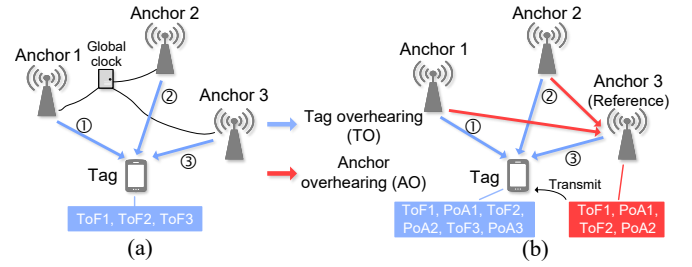 Anchor 2
Global
clock
Anchor 1
②
Anchor 3
①
③
Tag
ToF1, ToF2, ToF3
(a)
Tag overhearing
(TO)
Anchor
overhearing (AO)
Anchor 2
Anchor 1
Anchor 3
(Reference)
②
①
③
Tag
Transmit
ToF1, PoA1, ToF2,
PoA2, ToF3, PoA3
ToF1, PoA1,
ToF2, PoA2
(b)